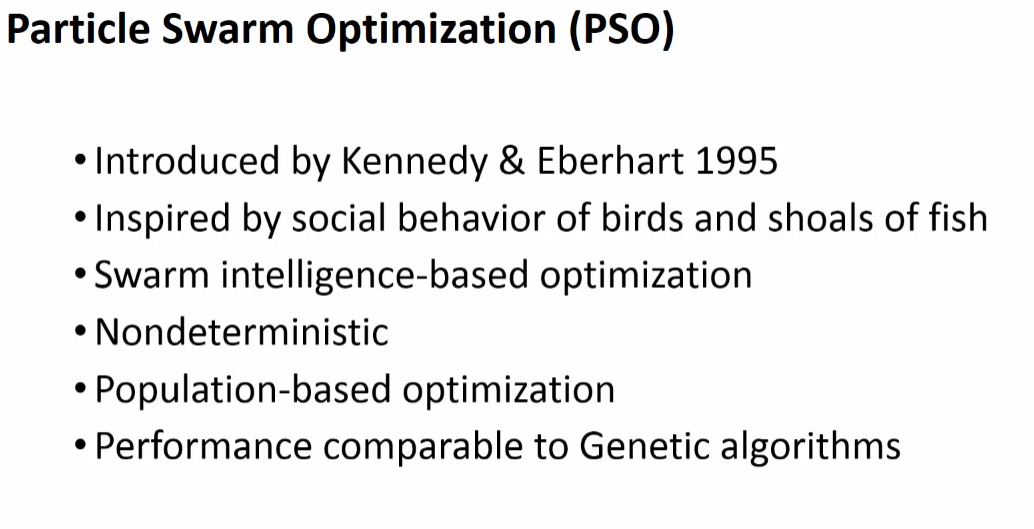 Particle Swarm Optimization (PSO)
• Introduced by Kennedy & Eberhart 1995
• Inspired by social behavior of birds and shoals of fish
• Swarm intelligence-based optimization
• Nondeterministic
• Population-based optimization
• Performance comparable to Genetic algorithms